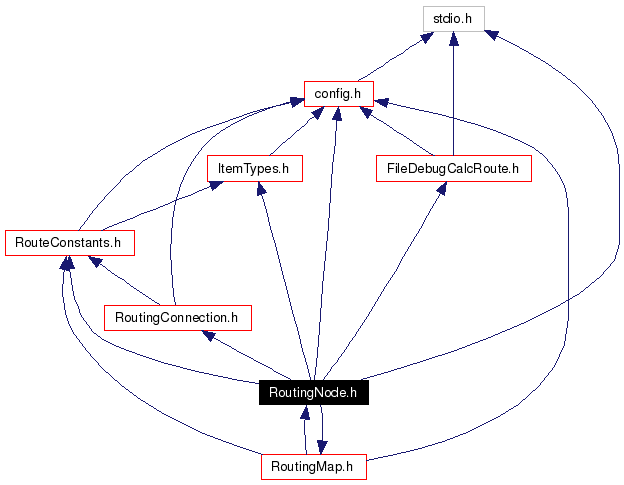 stdio.h
config.h
ItemTypes.h
FileDebugCalcRoute.h
RouteConstants.h
RoutingConnection.h
RoutingNode.h
RoutingMap.h